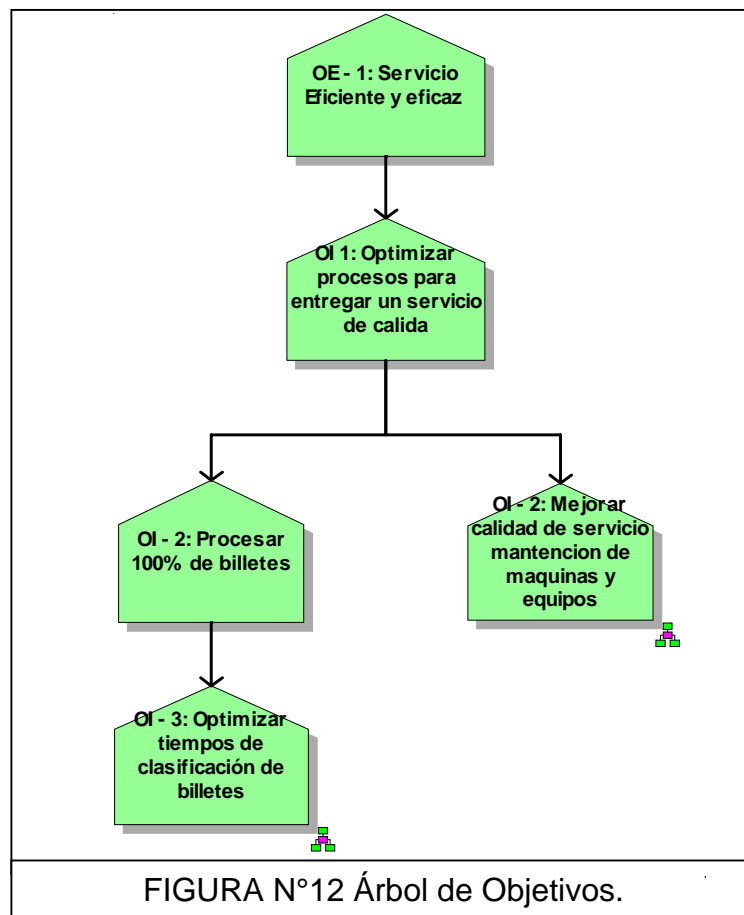 OE - 1: Servicio
Eficiente y eficaz
OI 1: Optimizar
procesos para
entregar un servicio
de calida
OI - 2: Procesar
100% de billetes
OI - 2: Mejorar
calidad de servicio
mantencion de
maquinas y
equipos
OI - 3: Optimizar
tiempos de
clasificación de
billetes
FIGURA N°12 Árbol de Objetivos.